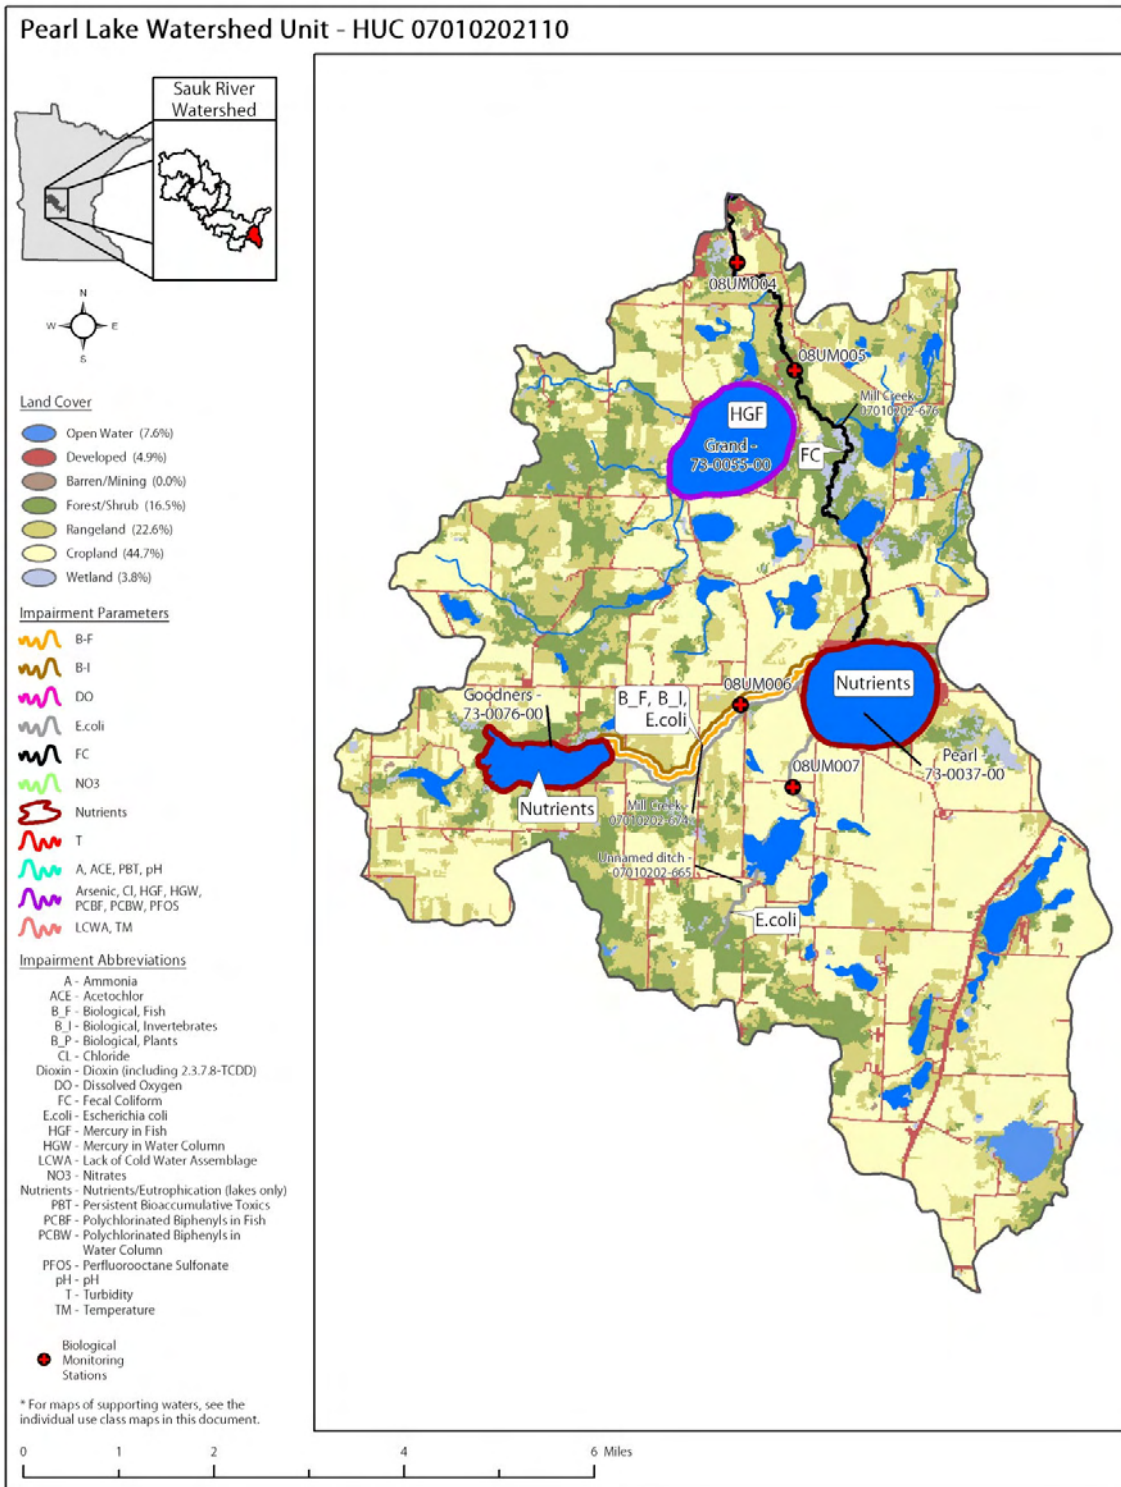 Pearl Lake Watershed Unit - HUC 07010202110
Sauk River
Watershed
N
W
E
S
Land Cover
Open Water (7.6%)
Developed (4.9%)
Barren/Mining (0.0%)
Forest/Shrub (16.5%)
Rangeland (22.6%)
Cropland (44.7%)
Wetland (3.8%)
Impairment Parameters
B-F
B-I
DO
E.coli
FC
NO3
Nutrients
T
A, ACE, PBT, pH
Arsenic, Cl, HGF, HGW,
PCBF, PCBW, PFOS
LCWA, TM
Impairment Abbreviations
A - Ammonia
ACE - Acetochlor
B_F - Biological, Fish
B_I - Biological, Invertebrates
B_P - Biological, Plants
CL - Chloride
Dioxin - Dioxin (including 2.3.7.8-TCDD)
DO - Dissolved Oxygen
FC - Fecal Coliform
E.coli - Escherichia coli
HGF - Mercury in Fish
HGW - Mercury in Water Column
LCWA - Lack of Cold Water Assemblage
NO3 - Nitrates
Nutrients - Nutrients/Eutrophication (lakes only)
PBT - Persistent Bioaccumulative Toxics
PCBF - Polychlorinated Biphenyls in Fish
PCBW - Polychlorinated Biphenyls in
Water Column
PFOS - Perfluorooctane Sulfonate
pH - pH
T - Turbidity
TM - Temperature
Biological
Monitoring
Stations
* For maps of supporting waters, see the
individual use class maps in this document.
0 1 2 4 6 Miles
08UM004
08UM005
Mill Creek -
07010202-676
HGF
Grand -
73-0055-00
FC
08UM006
Nutrients
Goodners -
73-0076-00
B_F, B_I,
E.coli
Pearl -
73-0037-00
08UM007
Nutrients
Mill Creek -
07010202-674
Unnamed ditch -
07010202-665
E.coli